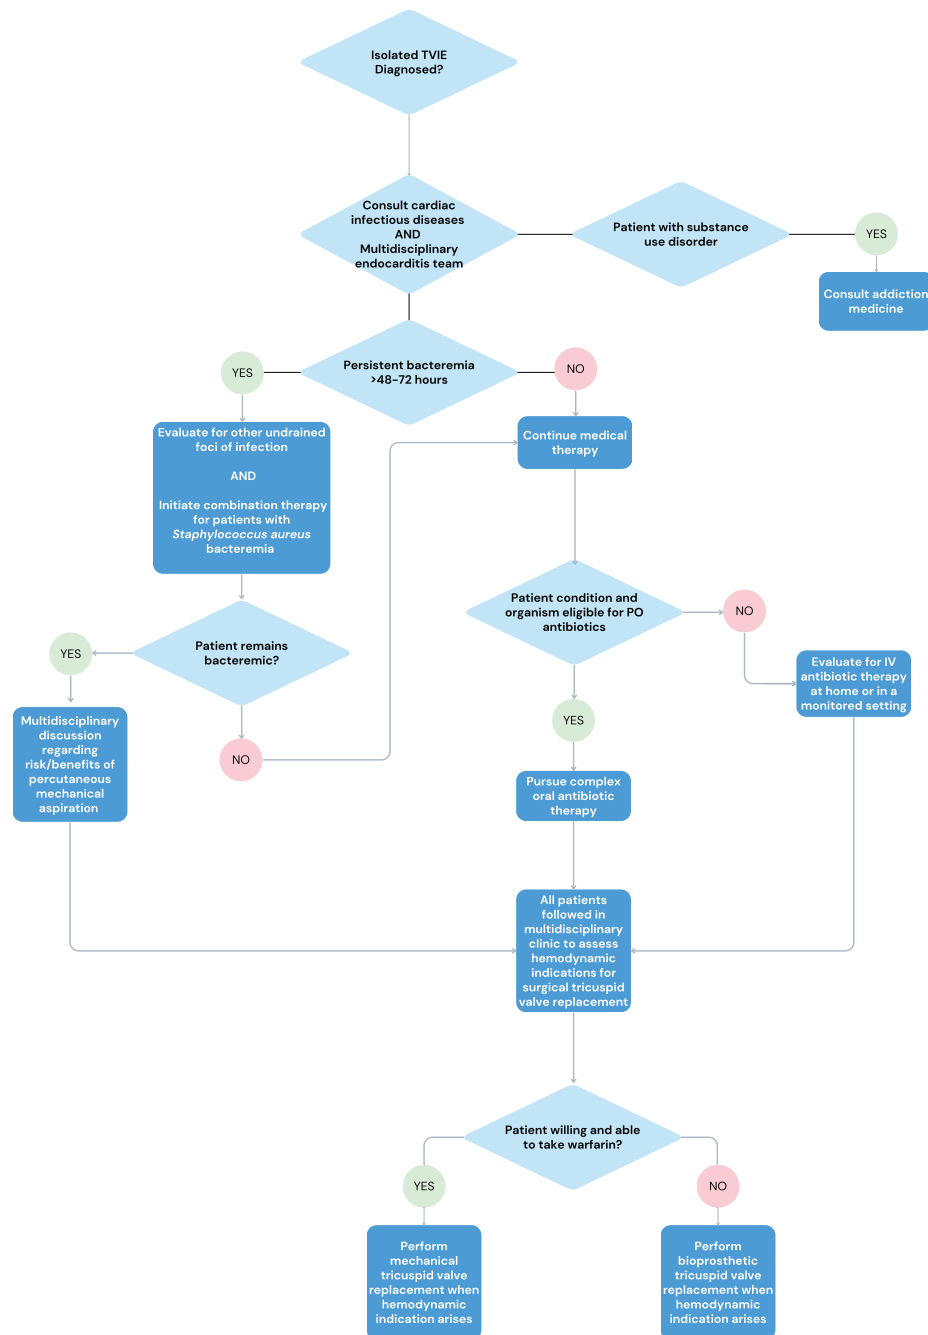 Isolated TVIE
Diagnosed?
Consult cardiac
infectious diseases
AND
Multidisciplinary
endocarditis team
Patient with substance
use disorder
YES
Consult addiction
medicine
Persistent bacteremia
>48-72 hours
YES
NO
Evaluate for other undrained
foci of infection
AND
Initiate combination therapy
for patients with
Staphylococcus aureus
bacteremia
Continue medical
therapy
Patient condition and
organism eligible for PO
antibiotics
NO
Patient remains
bacteremic?
YES
Evaluate for IV
antibiotic therapy
at home or in a
monitored setting
Multidisciplinary
discussion
regarding
risk/benefits of
percutaneous
mechanical
aspiration
NO
YES
Pursue complex
oral antibiotic
therapy
All patients
followed in
multidisciplinary
clinic to assess
hemodynamic
indications for
surgical tricuspid
valve replacement
Patient willing and able
to take warfarin?
YES
NO
Perform
mechanical
tricuspid valve
replacement when
hemodynamic
indication arises
Perform
bioprosthetic
tricuspid valve
replacement when
hemodynamic
indication arises